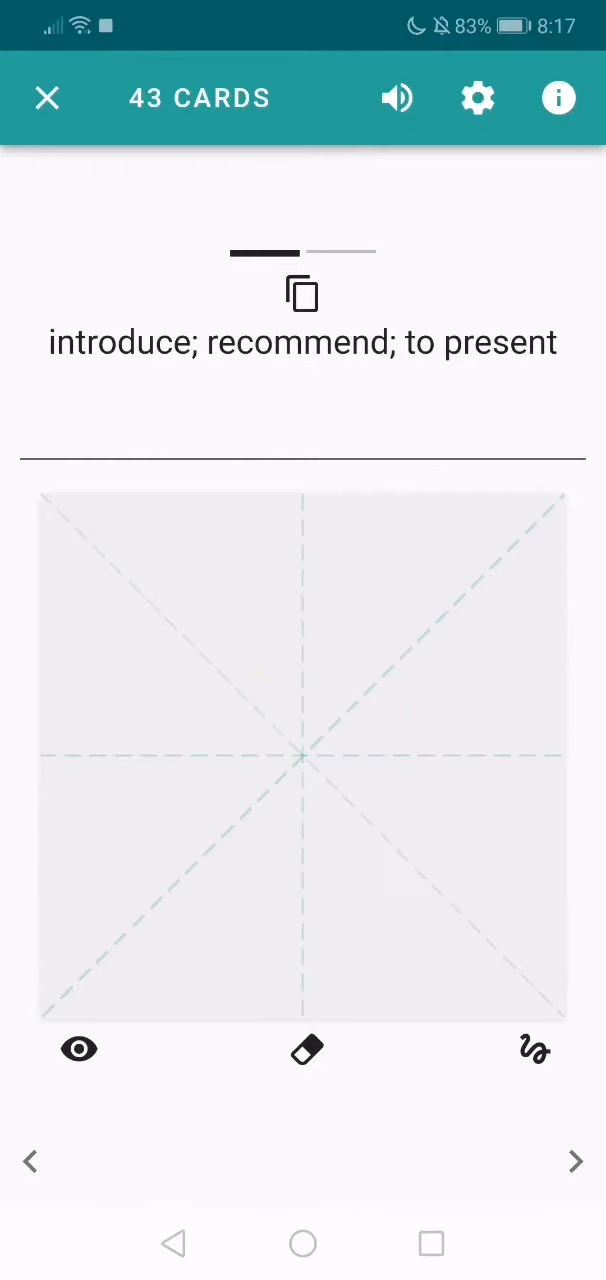 83% 8:17
43 CARDS
introduce; recommend; to present